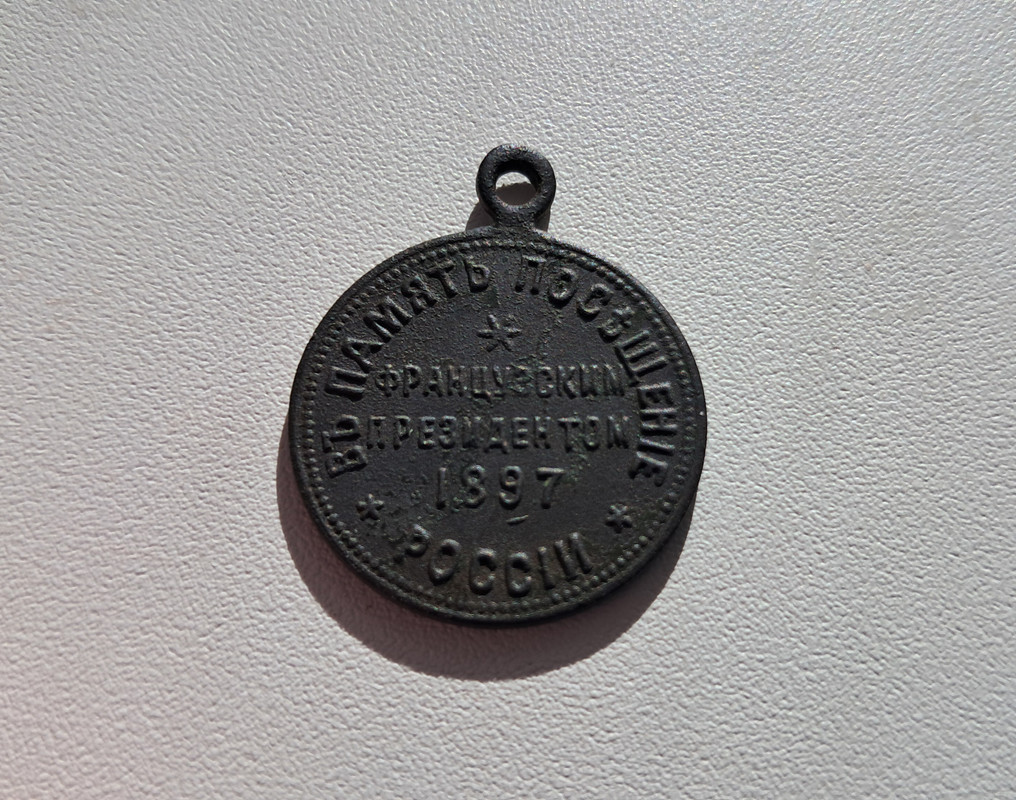 ВЪ ПАМЯТЬ ПОСѢЩЕНІЕ
ФРАНЦУЗСКИМ
ПРЕЗИДЕНТОМ
1897
РОССІИ